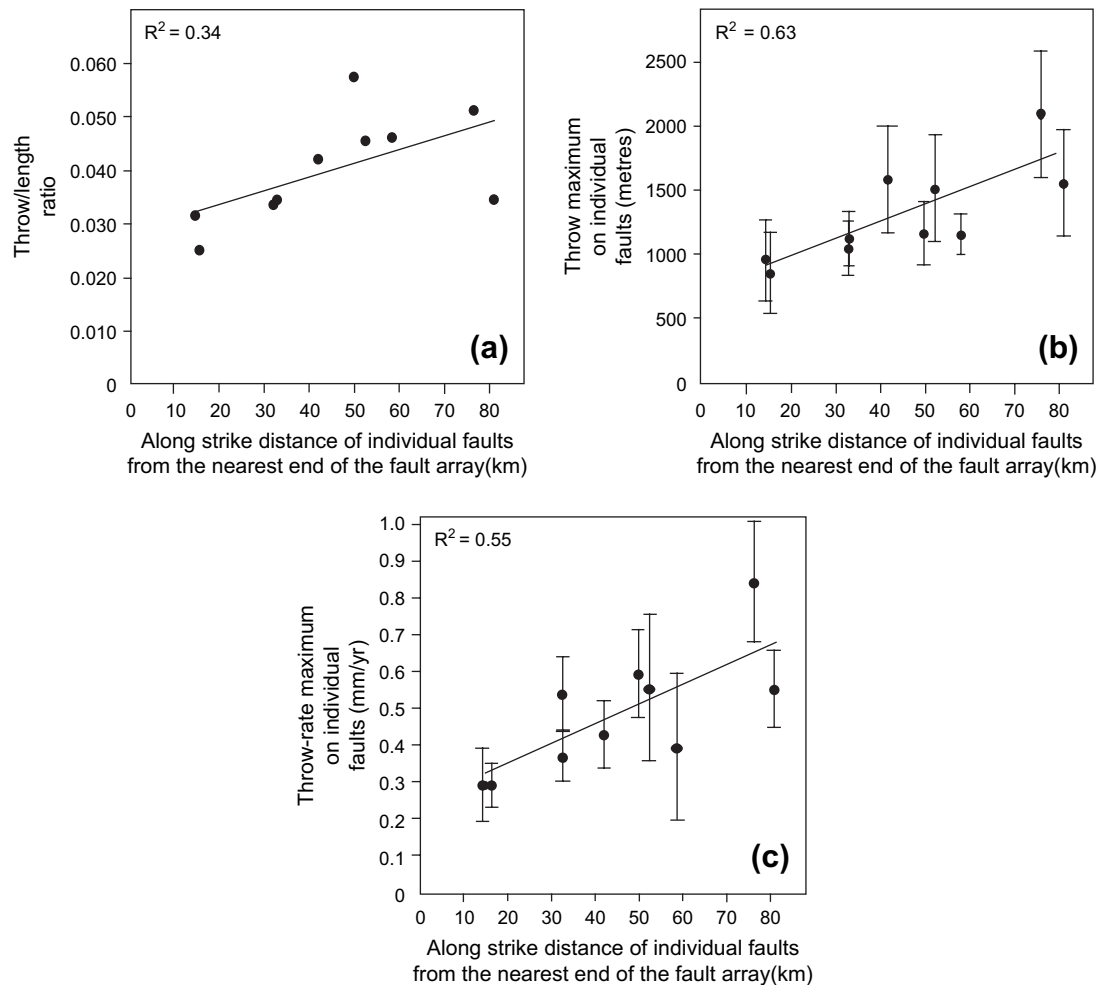 R2 = 0.34
Throw/length
ratio
0.060
0.050
0.040
0.030
0.020
0.010
0
0 10 20 30 40 50 60 70 80
(a)
Along strike distance of individual faults
from the nearest end of the fault array(km)
R2 = 0.63
Throw maximum
on individual
faults (metres)
2500
2000
1500
1000
500
0
0 10 20 30 40 50 60 70 80
(b)
Along strike distance of individual faults
from the nearest end of the fault array(km)
R2 = 0.55
Throw-rate maximum
on individual
faults (mm/yr)
1.0
0.9
0.8
0.7
0.6
0.5
0.4
0.3
0.2
0.1
0
0 10 20 30 40 50 60 70 80
(c)
Along strike distance of individual faults
from the nearest end of the fault array(km)